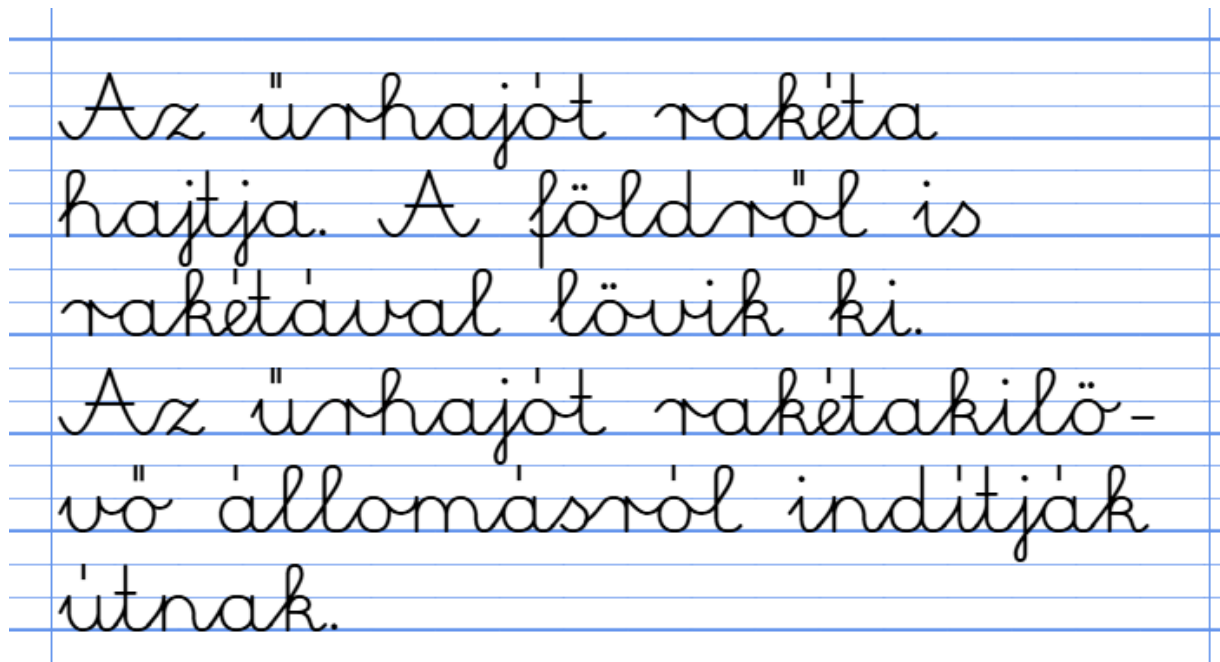 Az űrhajót rakéta
hajtja. A földről is
rakétával lövik ki.
Az űrhajót rakétakilö-
vő állomásról indítják
útnak.